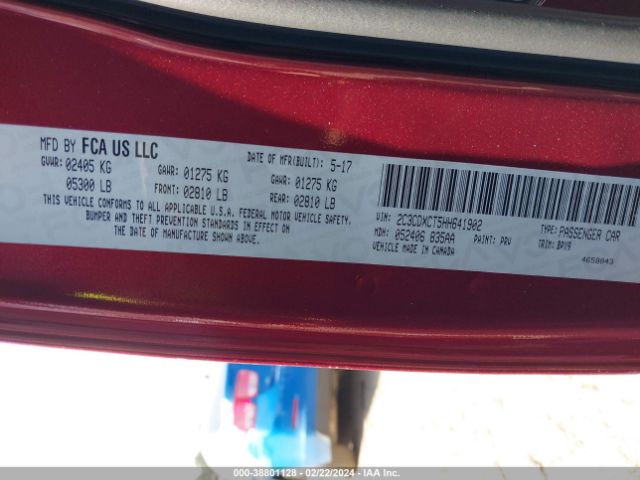 MFD BY FCA US LLC
DATE OF MFR(BUILT): 5-17
GVWR: 02405 KG
GAWR: 01275 KG
GAWR: 01275 KG
05300 LB
FRONT: 02810 LB
REAR: 02810 LB
THIS VEHICLE CONFORMS TO ALL APPLICABLE U.S.A. FEDERAL MOTOR VEHICLE SAFETY,
BUMPER AND THEFT PREVENTION STANDARDS IN EFFECT ON
THE DATE OF MANUFACTURE SHOWN ABOVE.
VIN: 2C3CDXCT5HH641902
TYPE: PASSENGER CAR
MDH: 052406 835AA
PAINT: PRV
TRIM: BPX9
VEHICLE MADE IN CANADA
4658043
000-38801128 - 02/22/2024 - IAA Inc.